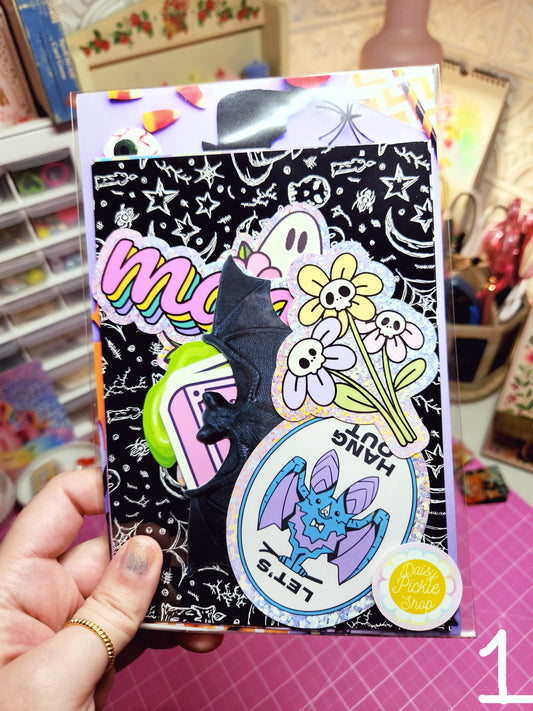 LET'S
HANG
OUT
Daisy
Pickle
Shop
1